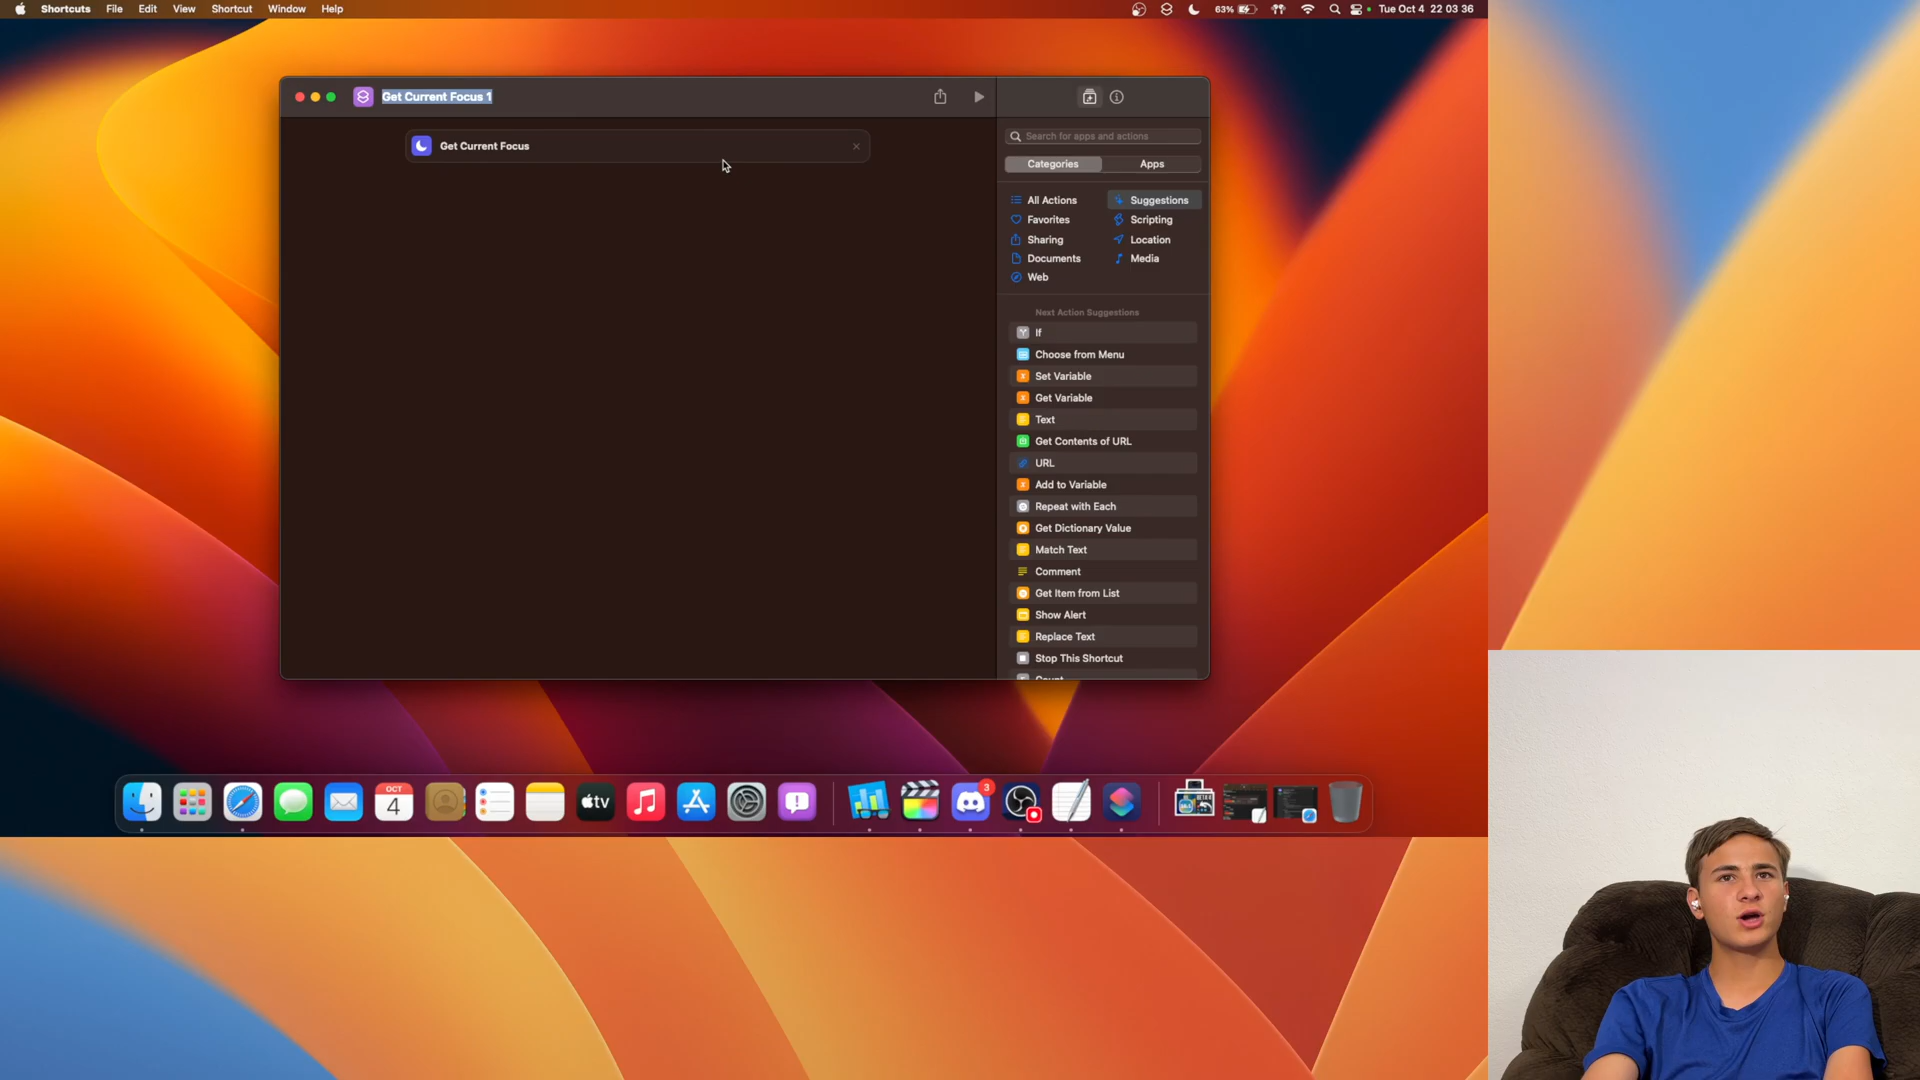 Shortcuts File Edit View Shortcut Window Help 63% Tue Oct 4 22 03 36
Get Current Focus 1
Get Current Focus
Search for apps and actions
Categories Apps
All Actions Suggestions
Favorites Scripting
Sharing Location
Documents Media
Web
Next Action Suggestions
If
Choose from Menu
Set Variable
Get Variable
Text
Get Contents of URL
URL
Add to Variable
Repeat with Each
Get Dictionary Value
Match Text
Comment
Get Item from List
Show Alert
Replace Text
Stop This Shortcut
Count
OCT
4
tv
3